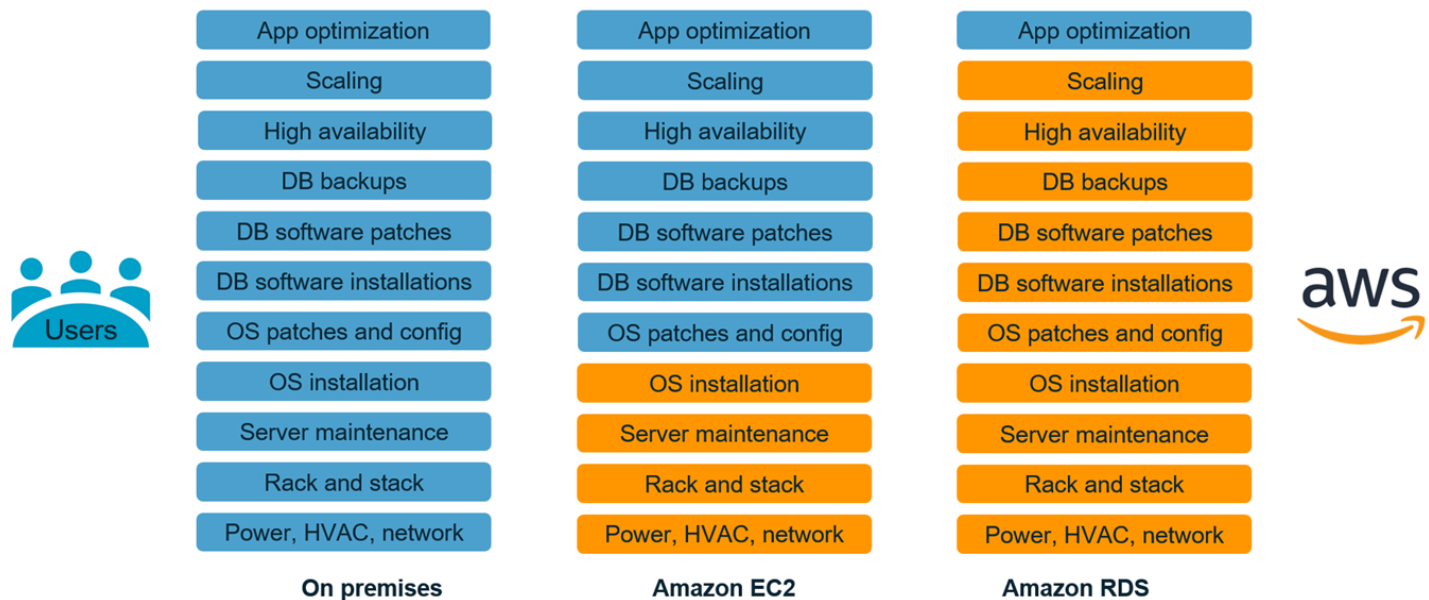 App optimization
Scaling
High availability
DB backups
DB software patches
DB software installations
OS patches and config
OS installation
Server maintenance
Rack and stack
Power, HVAC, network
On premises
App optimization
Scaling
High availability
DB backups
DB software patches
DB software installations
OS patches and config
OS installation
Server maintenance
Rack and stack
Power, HVAC, network
Amazon EC2
App optimization
Scaling
High availability
DB backups
DB software patches
DB software installations
OS patches and config
OS installation
Server maintenance
Rack and stack
Power, HVAC, network
Amazon RDS
Users
aws